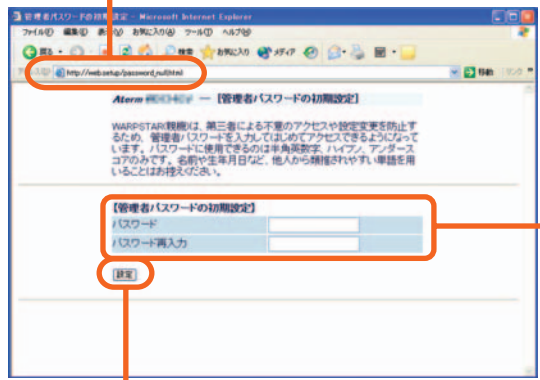 管理者パスワードの初期設定 - Microsoft Internet Explorer
ファイル(F) 編集(E) 表示(V) お気に入り(A) ツール(T) ヘルプ(H)
戻る 検索 お気に入り メディア
http://web.setup/password_null.html 移動 リンク
Aterm — [管理者パスワードの初期設定]
WARPSTAR(親機)は、第三者による不意のアクセスや設定変更を防止す
るため、管理者パスワードを入力してはじめてアクセスできるようになって
います。パスワードに使用できるのは半角英数字、ハイフン、アンダース
コアのみです。名前や生年月日など、他人から類推されやすい単語を用
いることはお控えください。
【管理者パスワードの初期設定】
パスワード
パスワード再入力
設定